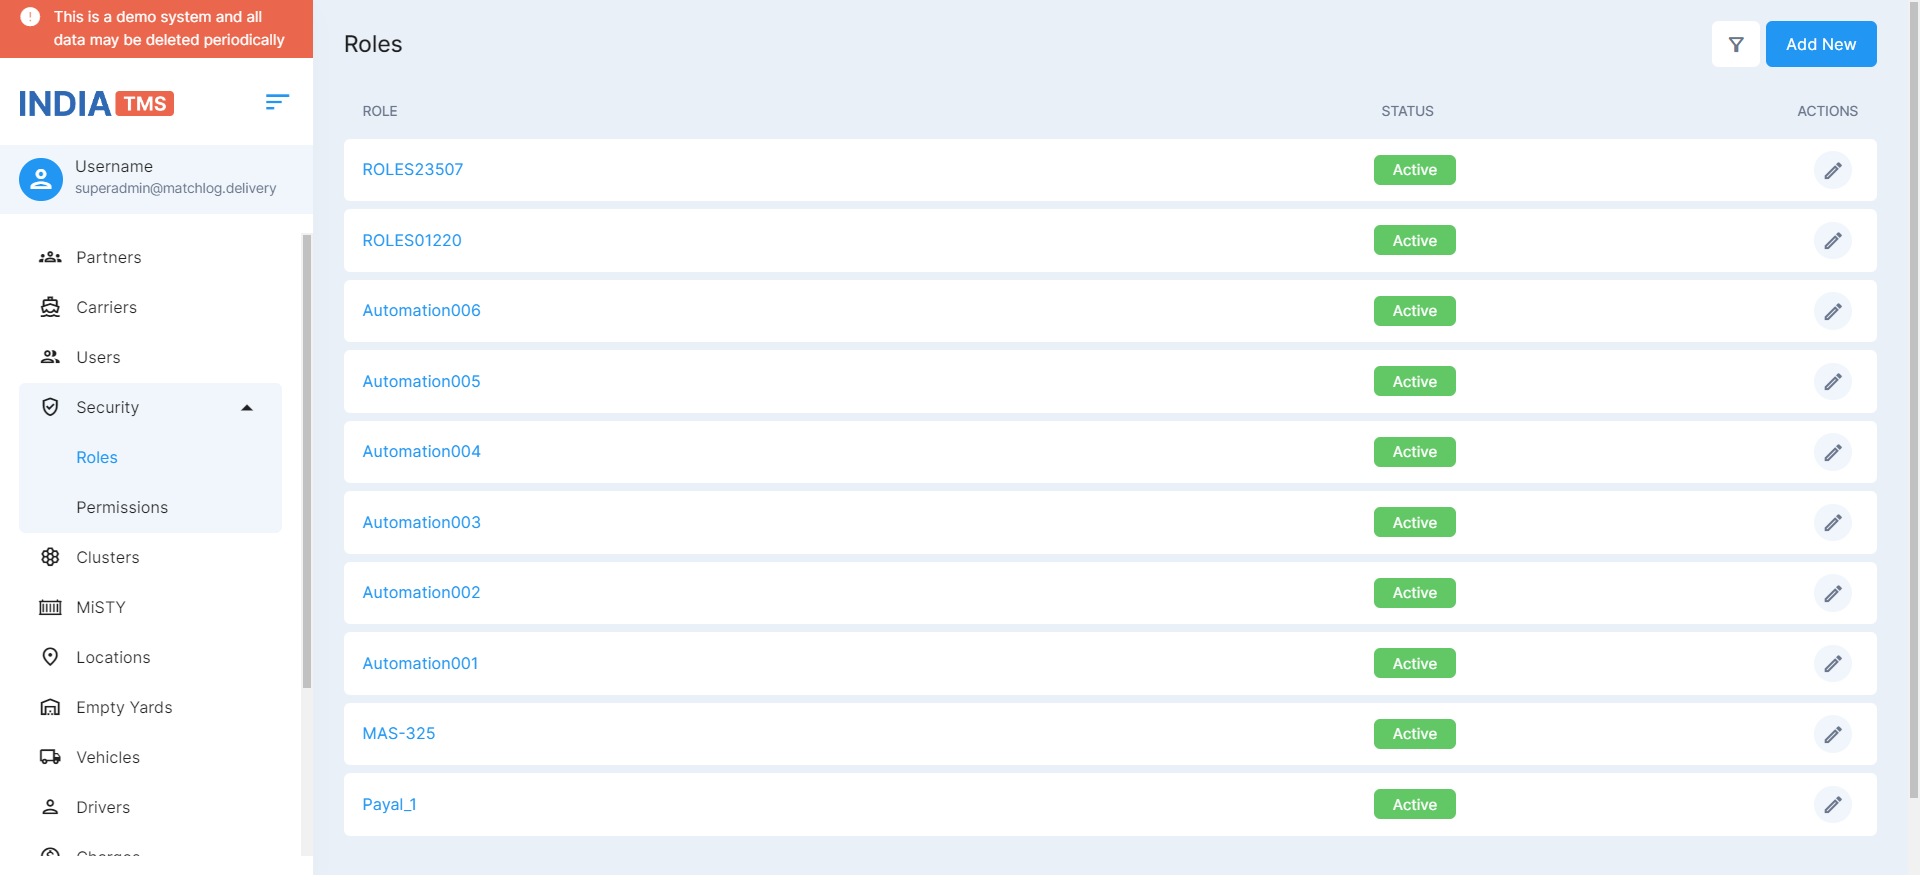 This is a demo system and all
data may be deleted periodically
INDIA TMS
Username
superadmin@matchlog.delivery
Partners
Carriers
Users
Security
Roles
Permissions
Clusters
MiSTY
Locations
Empty Yards
Vehicles
Drivers
Charges
Roles
Add New
ROLE STATUS ACTIONS
ROLES23507 Active
ROLES01220 Active
Automation006 Active
Automation005 Active
Automation004 Active
Automation003 Active
Automation002 Active
Automation001 Active
MAS-325 Active
Payal_1 Active